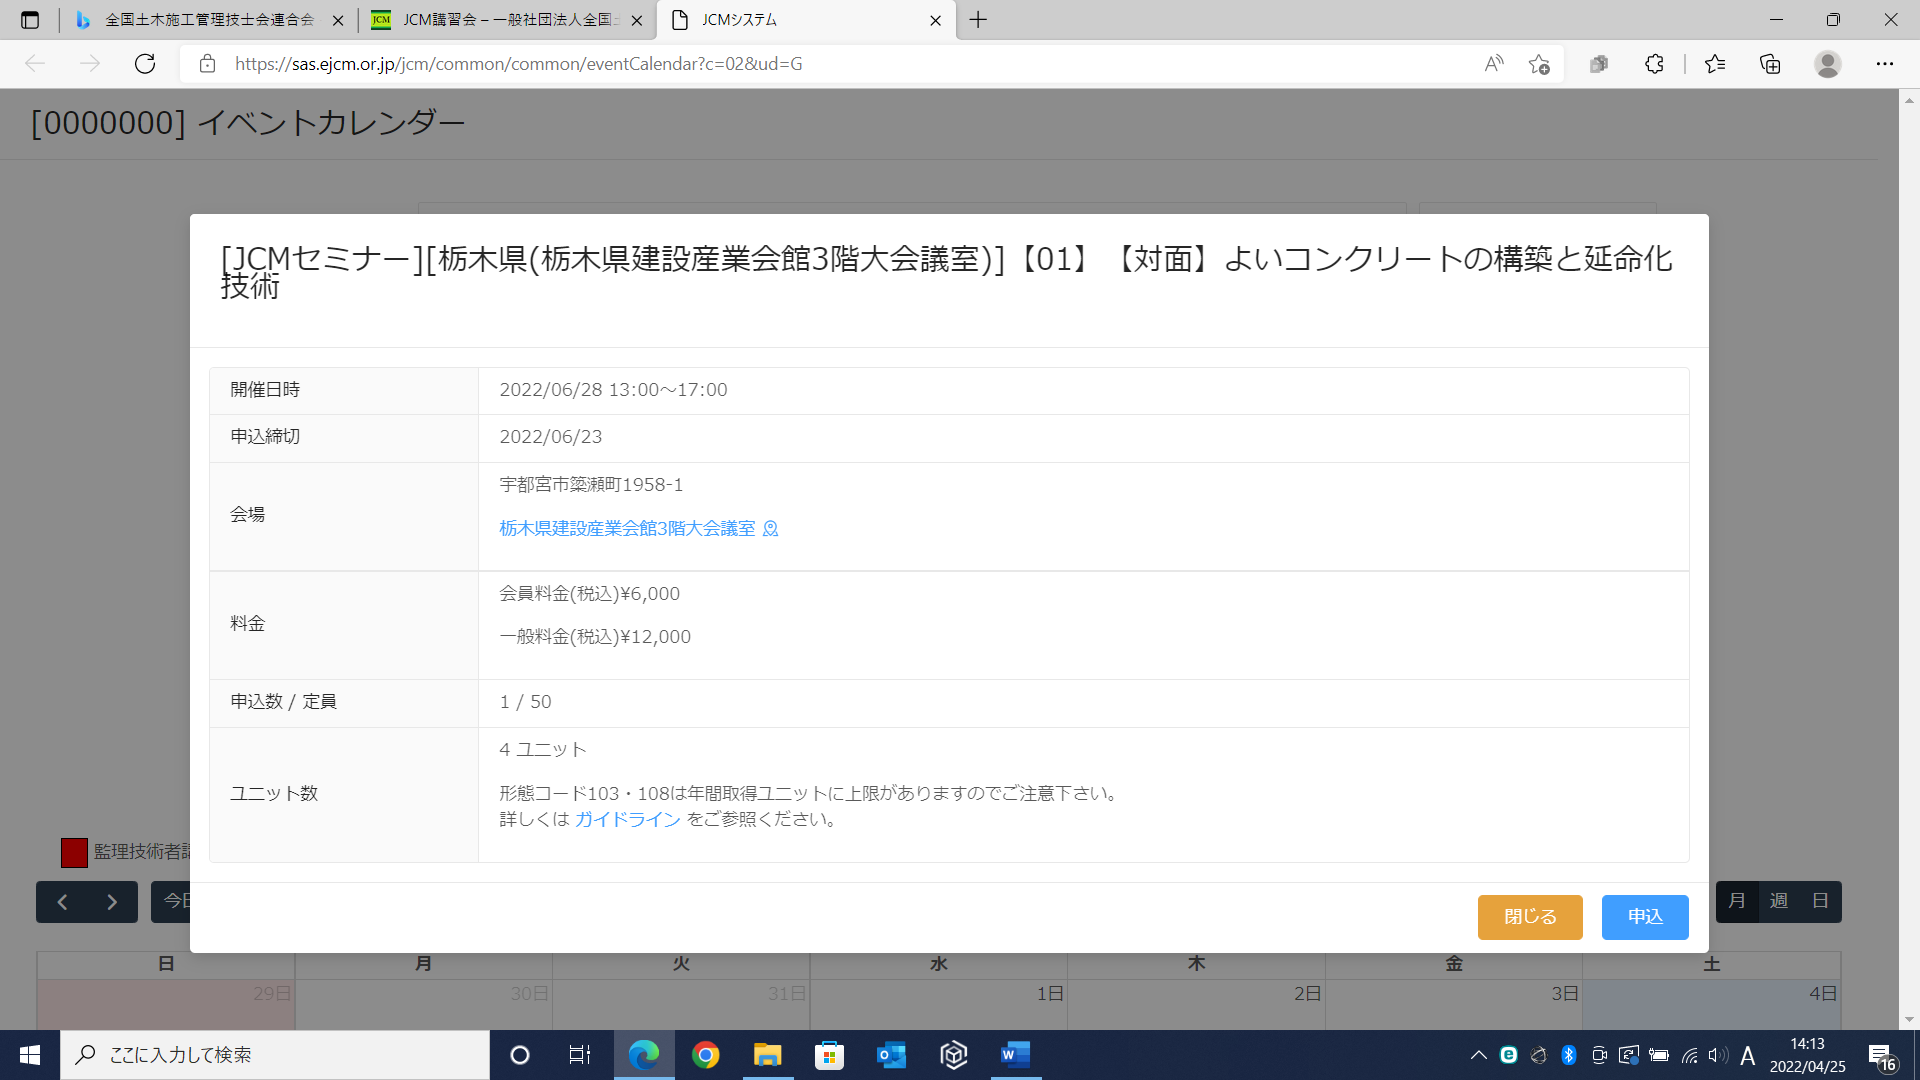 全国土木施工管理技士会連合会
JCM講習会 – 一般社団法人全国土
JCMシステム
https://sas.ejcm.or.jp/jcm/common/common/eventCalendar?c=02&ud=G
[0000000] イベントカレンダー
[JCMセミナー][栃木県(栃木県建設産業会館3階大会議室)]【01】【対面】よいコンクリートの構築と延命化
技術
開催日時 2022/06/28 13:00～17:00
申込締切 2022/06/23
会場
宇都宮市簗瀬町1958-1
栃木県建設産業会館3階大会議室
料金
会員料金(税込)¥6,000
一般料金(税込)¥12,000
申込数 / 定員 1 / 50
ユニット数
4 ユニット
形態コード103・108は年間取得ユニットに上限がありますのでご注意下さい。
詳しくは ガイドライン をご参照ください。
監理技術者講
今日
閉じる 申込
月 週 日
日 月 火 水 木 金 土
29日 30日 31日 1日 2日 3日 4日
ここに入力して検索
A
14:13
2022/04/25
16